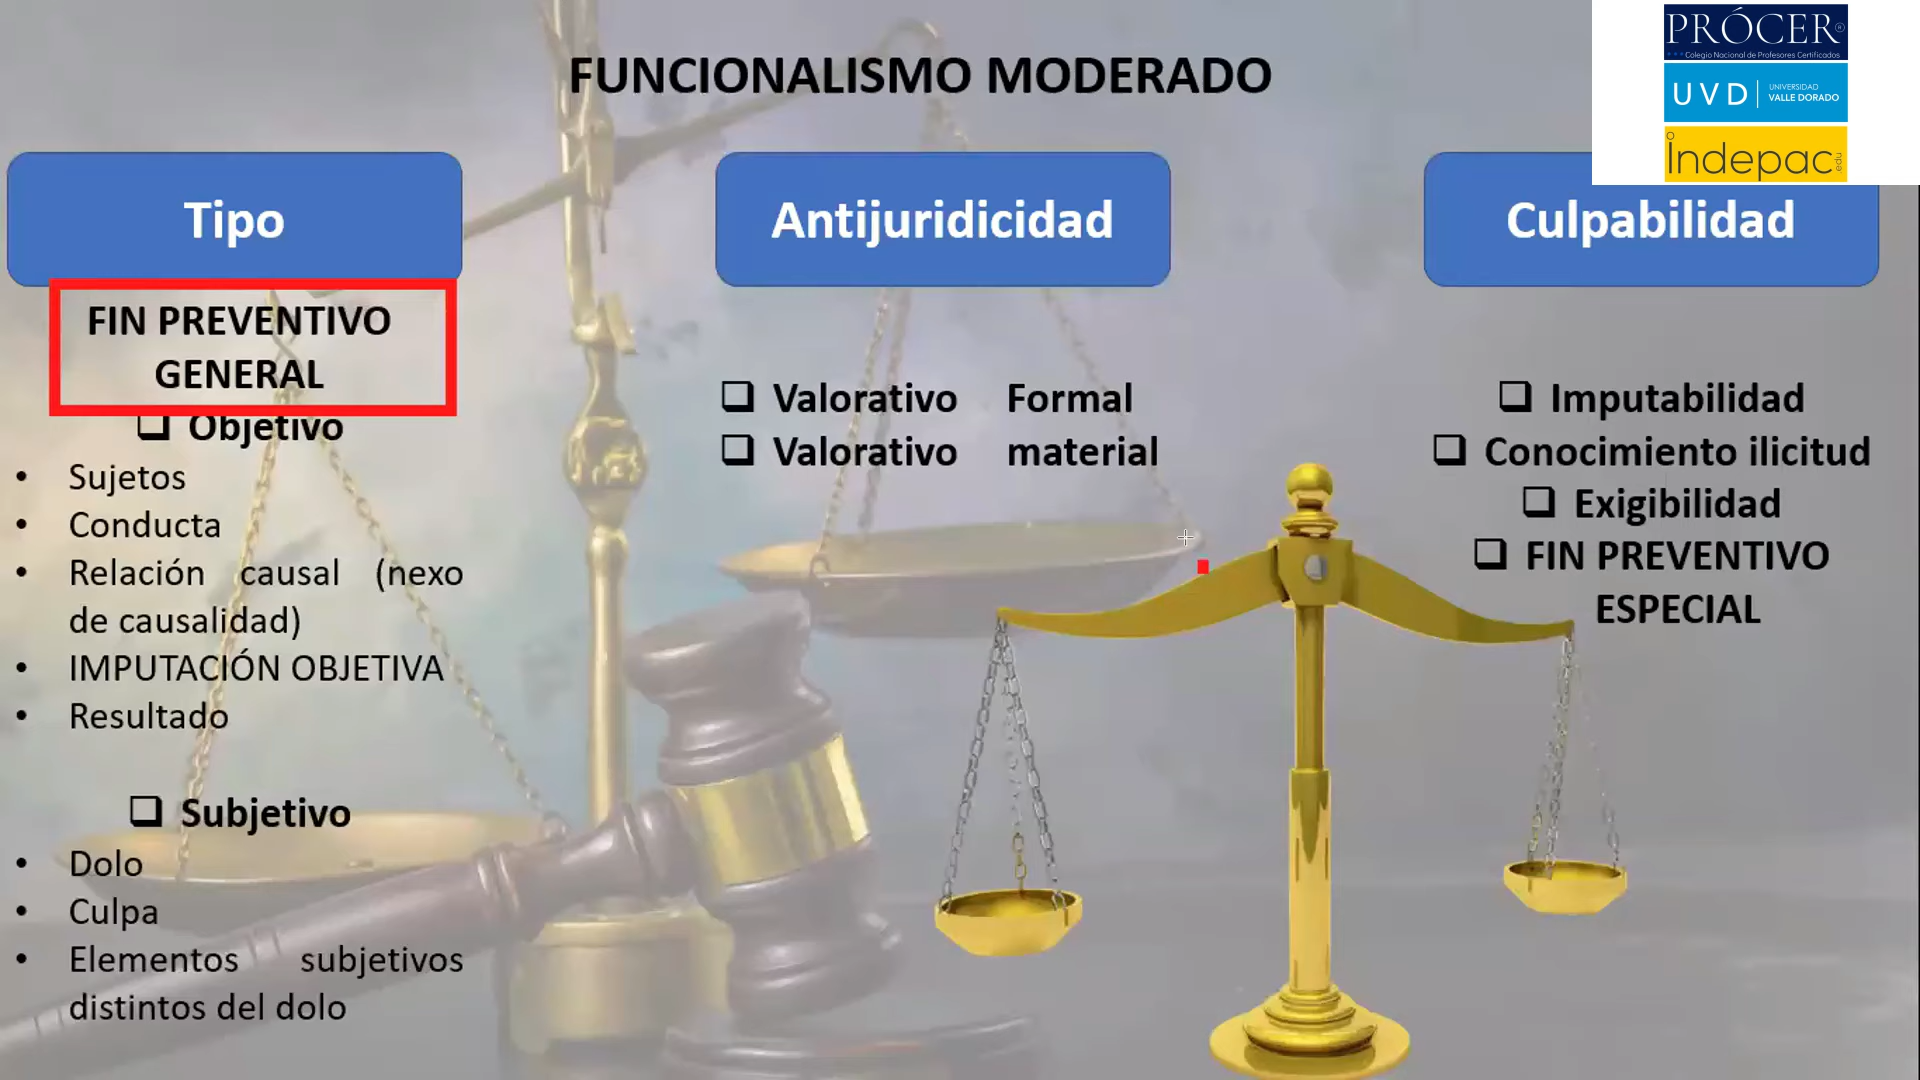 FUNCIONALISMO MODERADO
PRÓCER
Colegio Nacional de Profesores Certificados
UVD
UNIVERSIDAD
VALLE DORADO
indepac.edu
Tipo
FIN PREVENTIVO
GENERAL
Objetivo
Sujetos
Conducta
Relación causal (nexo
de causalidad)
IMPUTACIÓN OBJETIVA
Resultado
Subjetivo
Dolo
Culpa
Elementos subjetivos
distintos del dolo
Antijuridicidad
Valorativo Formal
Valorativo material
Culpabilidad
Imputabilidad
Conocimiento ilicitud
Exigibilidad
FIN PREVENTIVO
ESPECIAL